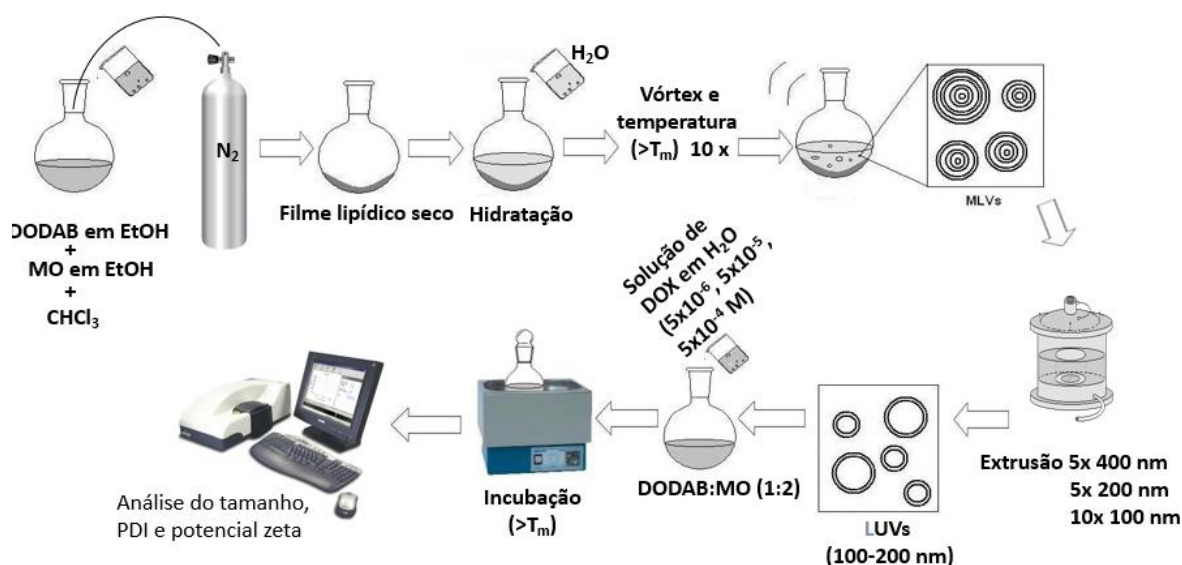 N₂
DODAB em EtOH
+
MO em EtOH
+
CHCl₃
Filme lipídico seco
H₂O
Hidratação
Vórtex e
temperatura
(>Tₘ) 10 x
MLVs
Extrusão 5x 400 nm
5x 200 nm
10x 100 nm
LUVs
(100-200 nm)
Solução de
DOX em H₂O
(5x10⁻⁶, 5x10⁻⁵,
5x10⁻⁴ M)
DODAB:MO (1:2)
Incubação
(>Tₘ)
Análise do tamanho,
PDI e potencial zeta